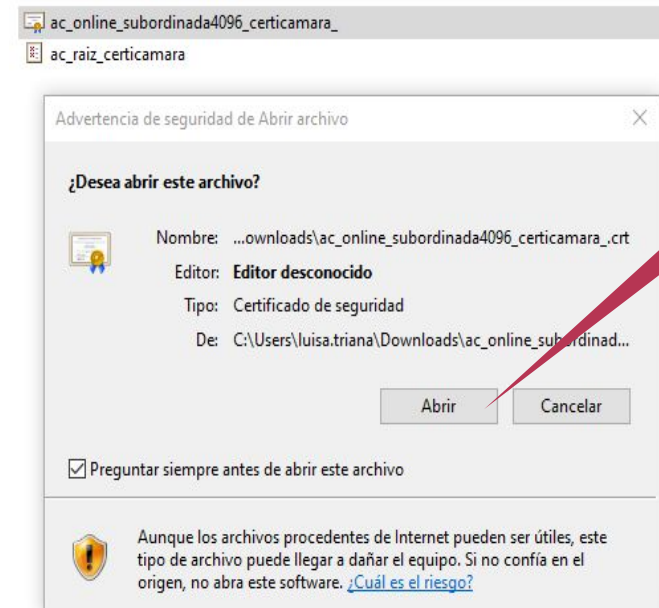 ac_online_subordinada4096_certicamara_
ac_raiz_certicamara
Advertencia de seguridad de Abrir archivo
¿Desea abrir este archivo?
Nombre: ...ownloads\ac_online_subordinada4096_certicamara_.crt
Editor: Editor desconocido
Tipo: Certificado de seguridad
De: C:\Users\luisa.triana\Downloads\ac_online_subordinad...
Abrir Cancelar
Preguntar siempre antes de abrir este archivo
Aunque los archivos procedentes de Internet pueden ser útiles, este
tipo de archivo puede llegar a dañar el equipo. Si no confía en el
origen, no abra este software. ¿Cuál es el riesgo?